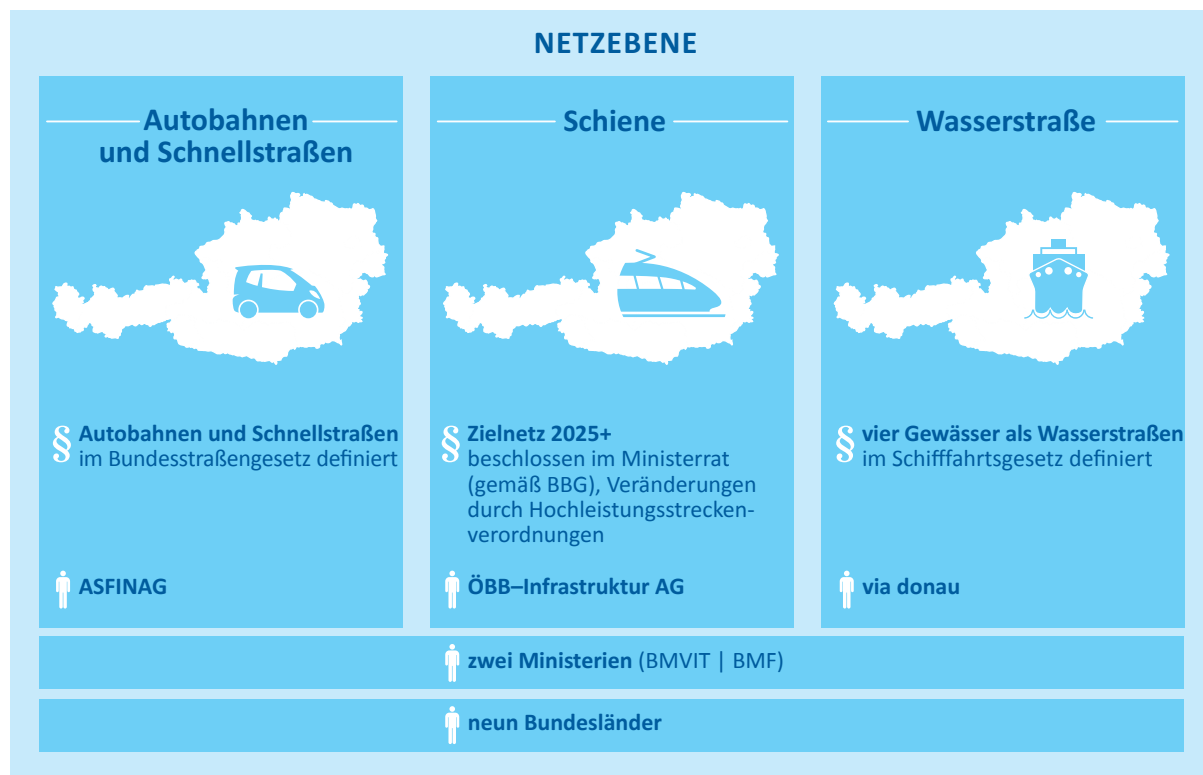 NETZEBENE
Autobahnen
und Schnellstraßen
§ Autobahnen und Schnellstraßen
im Bundesstraßengesetz definiert
ASFINAG
Schiene
§ Zielnetz 2025+
beschlossen im Ministerrat
(gemäß BBG), Veränderungen
durch Hochleistungsstrecken-
verordnungen
ÖBB–Infrastruktur AG
Wasserstraße
§ vier Gewässer als Wasserstraßen
im Schifffahrtsgesetz definiert
via donau
zwei Ministerien (BMVIT | BMF)
neun Bundesländer